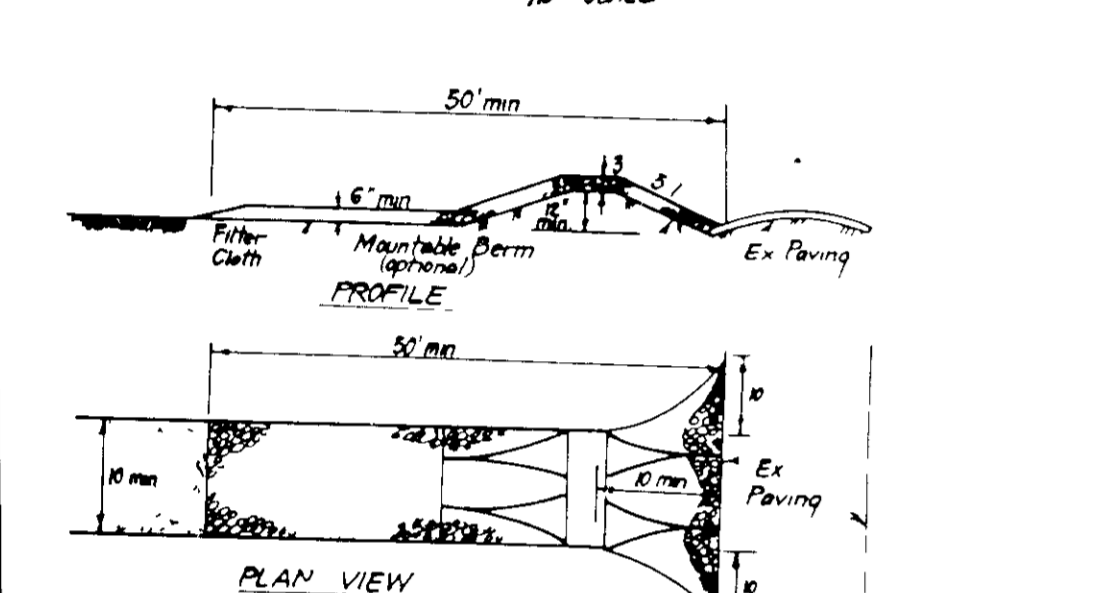 50' min
3
5 1
6" min
12"
min.
Filter
Cloth
Mountable Berm
(optional)
Ex Paving
PROFILE
50' min
10
10 min
10 min
Ex
Paving
10
PLAN VIEW